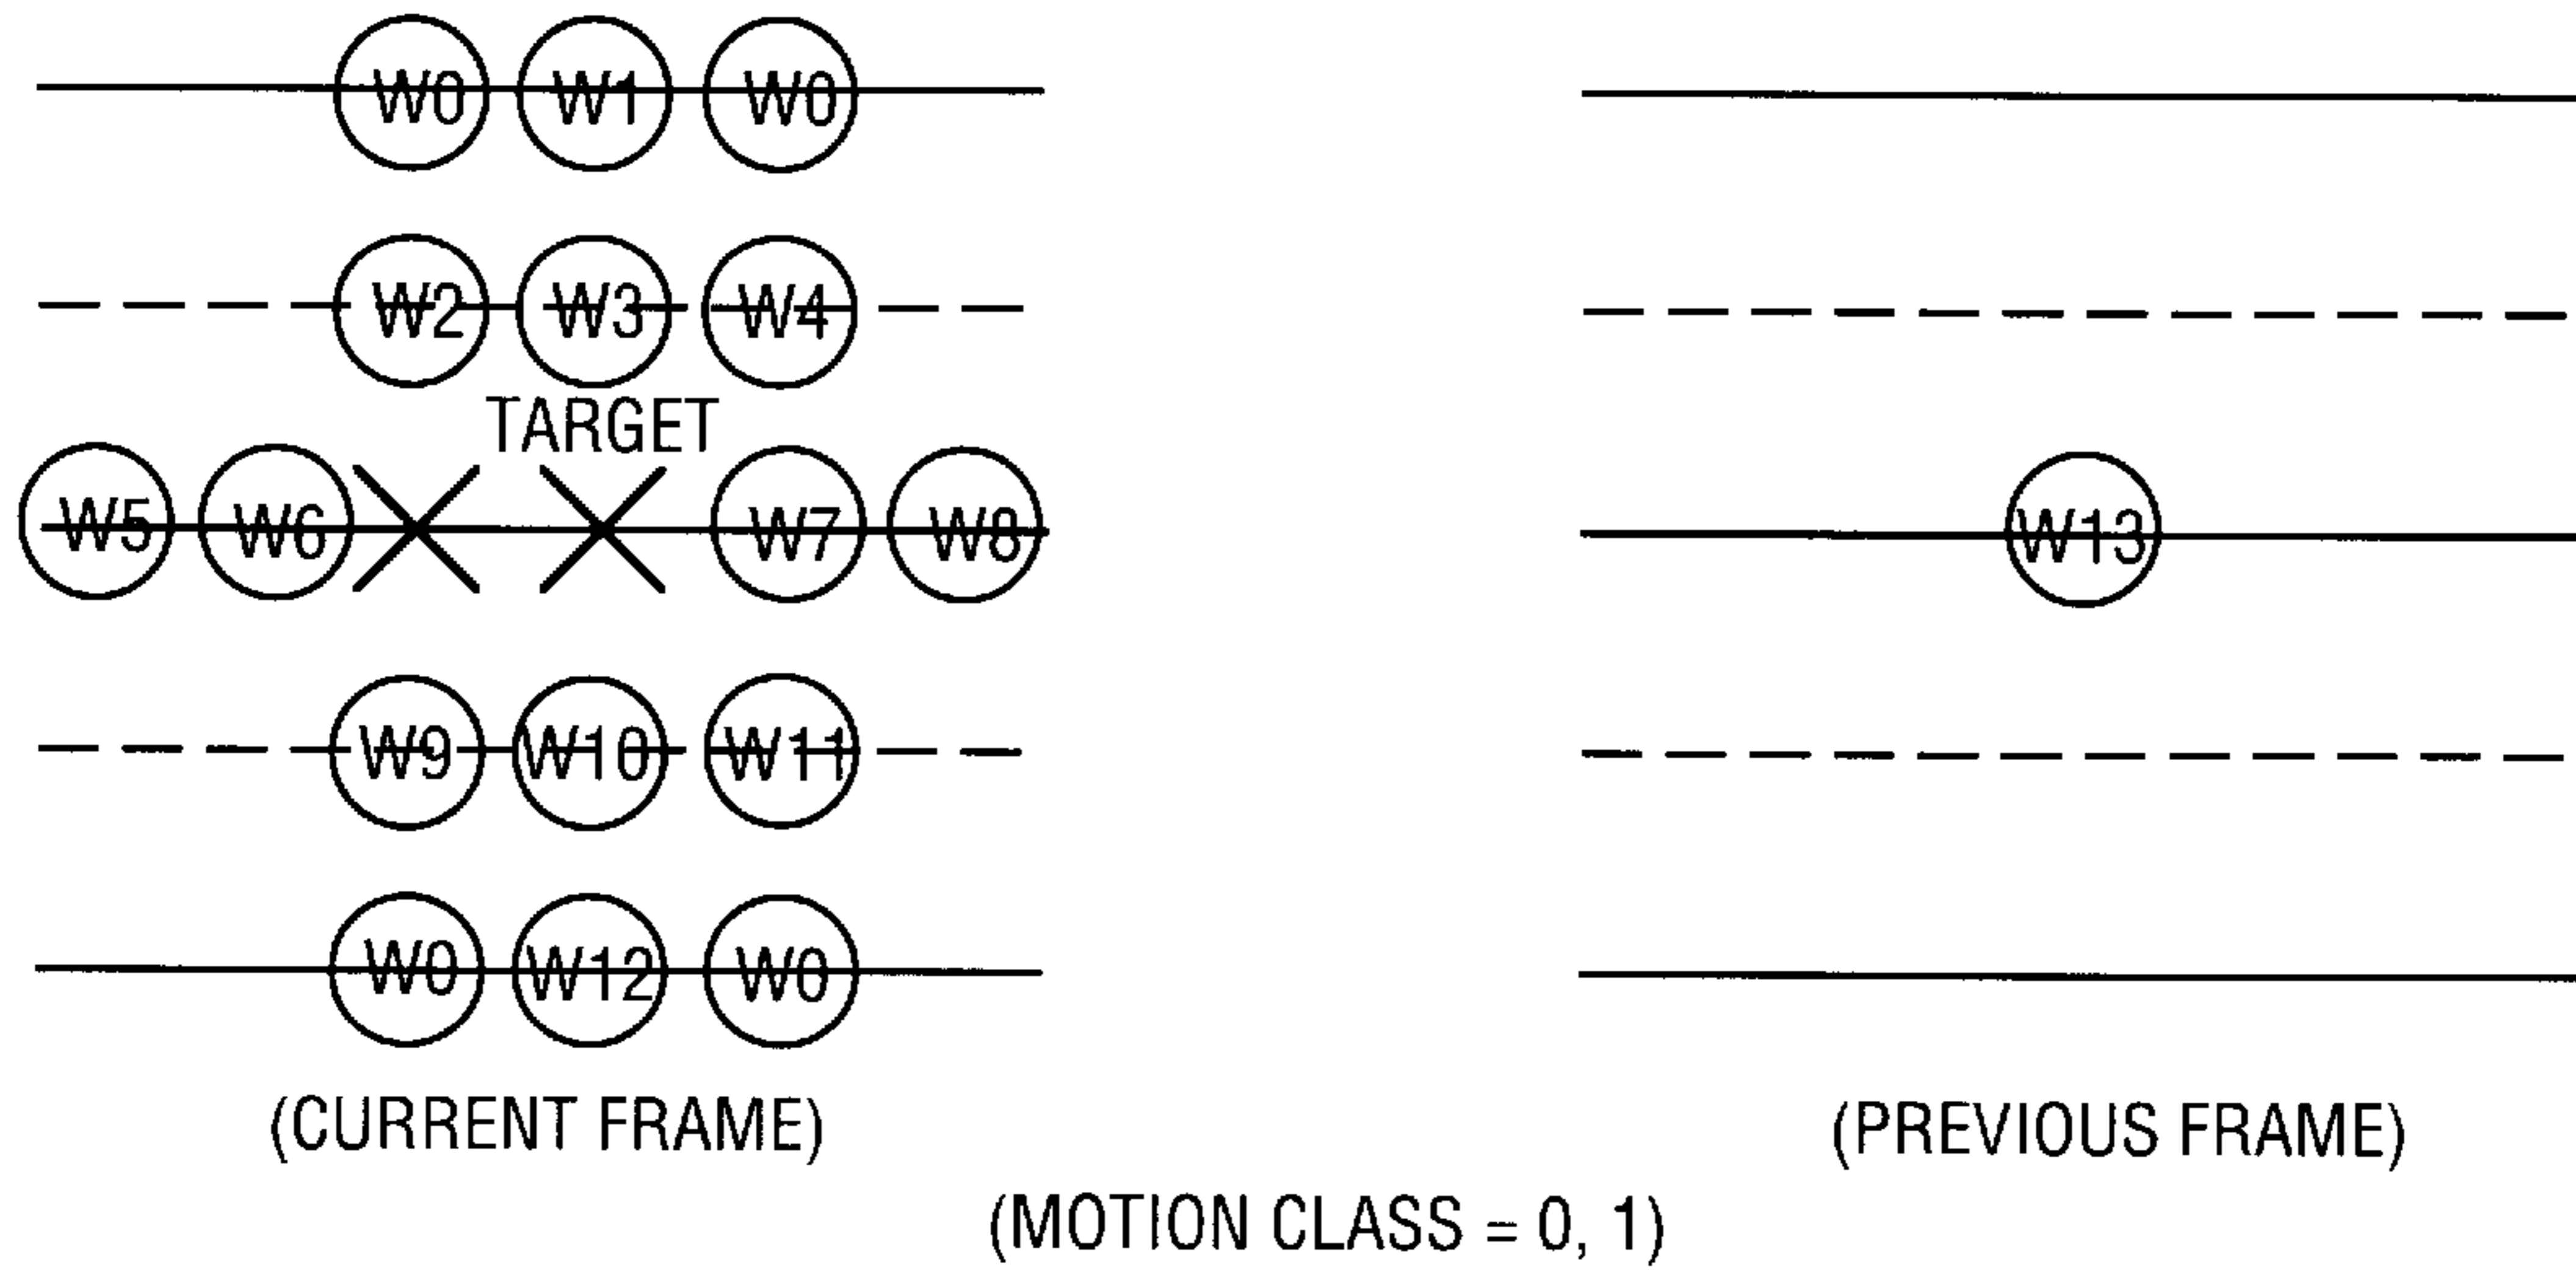 W0 W1 W0
W2 W3 W4
TARGET
W5 W6 W7 W8 W13
W9 W10 W11
W0 W12 W0
(CURRENT FRAME) (PREVIOUS FRAME)
(MOTION CLASS = 0, 1)